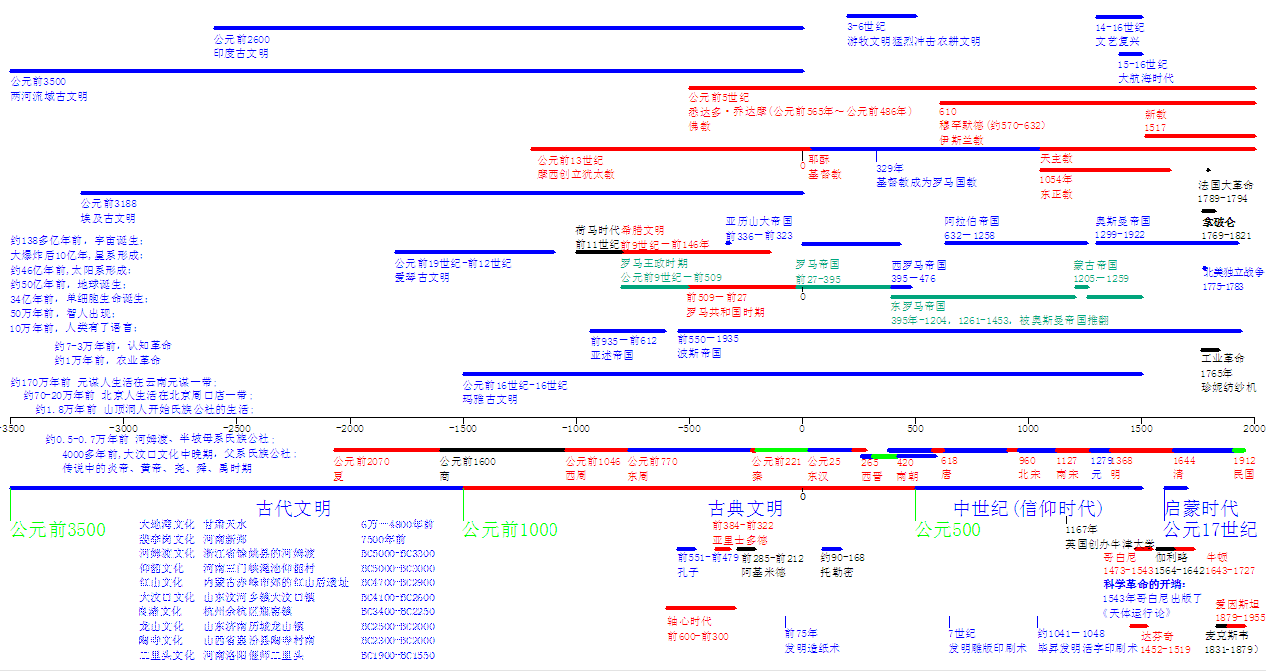 3-6世纪
游牧文明猛烈冲击农耕文明
14-16世纪
文艺复兴
公元前2600
印度古文明
15-16世纪
大航海时代
公元前3500
两河流域古文明
公元前5世纪
悉达多·乔达摩(公元前565年～公元前486年)
佛教
610
穆罕默德(约570-632)
伊斯兰教
新教
1517
公元前13世纪
摩西创立犹太教
0
耶稣
基督教
329年
基督教成为罗马国教
天主教
1054年
东正教
法国大革命
1789-1794
公元前3188
埃及古文明
拿破仑
1769-1821
荷马时代
前11世纪
希腊文明
前9世纪—前146年
亚历山大帝国
前336—前323
阿拉伯帝国
632—1258
奥斯曼帝国
1299-1922
约138多亿年前, 宇宙诞生;
大爆炸后10亿年, 星系形成;
约46亿年前, 太阳系形成;
约50亿年前, 地球诞生;
34亿年前, 单细胞生命诞生;
50万年前, 智人出现;
10万年前, 人类有了语言;
约7-3万年前, 认知革命
约1万年前, 农业革命
公元前19世纪-前12世纪
爱琴古文明
罗马王政时期
公元前9世纪—前509
罗马帝国
前27-395
西罗马帝国
395—476
蒙古帝国
1205.-1259
北美独立战争
1775-1783
前509—前27
罗马共和国时期
0
东罗马帝国
395年-1204, 1261-1453, 被奥斯曼帝国推翻
前935—前612
亚述帝国
前550—1935
波斯帝国
工业革命
1765年
珍妮纺纱机
公元前16世纪-16世纪
玛雅古文明
约170万年前 元谋人生活在云南元谋一带;
约70-20万年前 北京人生活在北京周口店一带;
约1.8万年前 山顶洞人开始氏族公社的生活;
-3500 -3000 -2500 -2000 -1500 -1000 -500 0 500 1000 1500 2000
约0.5-0.7万年前 河姆渡、半坡母系氏族公社;
4000多年前, 大汶口文化中晚期, 父系氏族公社;
传说中的炎帝、黄帝、尧、舜、禹时期
公元前2070
夏
公元前1600
商
公元前1046
西周
公元前770
东周
公元前221
秦
公元25
东汉
265
西晋
420
南朝
618
唐
960
北宋
1127
南宋
1279
元
1368
明
1644
清
1912
民国
0
古代文明
古典文明
中世纪(信仰时代)
启蒙时代
公元前3500
公元前1000
公元500
公元17世纪
大地湾文化 甘肃天水 6万—4800年前
裴李岗文化 河南新郑 7500年前
河姆渡文化 浙江省馀姚县的河姆渡 BC5000-BC3300
仰韶文化 河南三门峡渑池仰韶村 BC5000-BC3000
红山文化 内蒙古赤峰市郊的红山后遗址 BC4700-BC2900
大汶口文化 山东汶河乡镇大汶口镇 BC4100-BC2600
良渚文化 杭州余杭区瓶窑镇 BC3400-BC2250
龙山文化 山东济南历城龙山镇 BC2500-BC2000
陶寺文化 山西省襄汾县陶寺村南 BC2300-BC2000
二里头文化 河南洛阳偃师二里头 BC1900-BC1550
前384-前322
亚里士多德
前551-前479
孔子
前285-前212
阿基米德
约90-168
托勒密
1167年
英国创办牛津大学
哥白尼
1473-1543
伽利略
1564-1642
牛顿
1643-1727
科学革命的开端:
1543年哥白尼出版了
《天体运行论》
轴心时代
前600—前300
前75年
发明造纸术
7世纪
发明雕版印刷术
约1041—1048
毕昇发明活字印刷术
达芬奇
1452-1519
爱因斯坦
1879-1955
麦克斯韦
1831-1879)